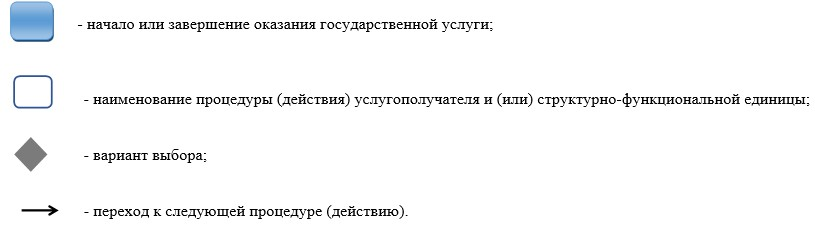 - начало или завершение оказания государственной услуги;
- наименование процедуры (действия) услугополучателя и (или) структурно-функциональной единицы;
- вариант выбора;
- переход к следующей процедуре (действию).